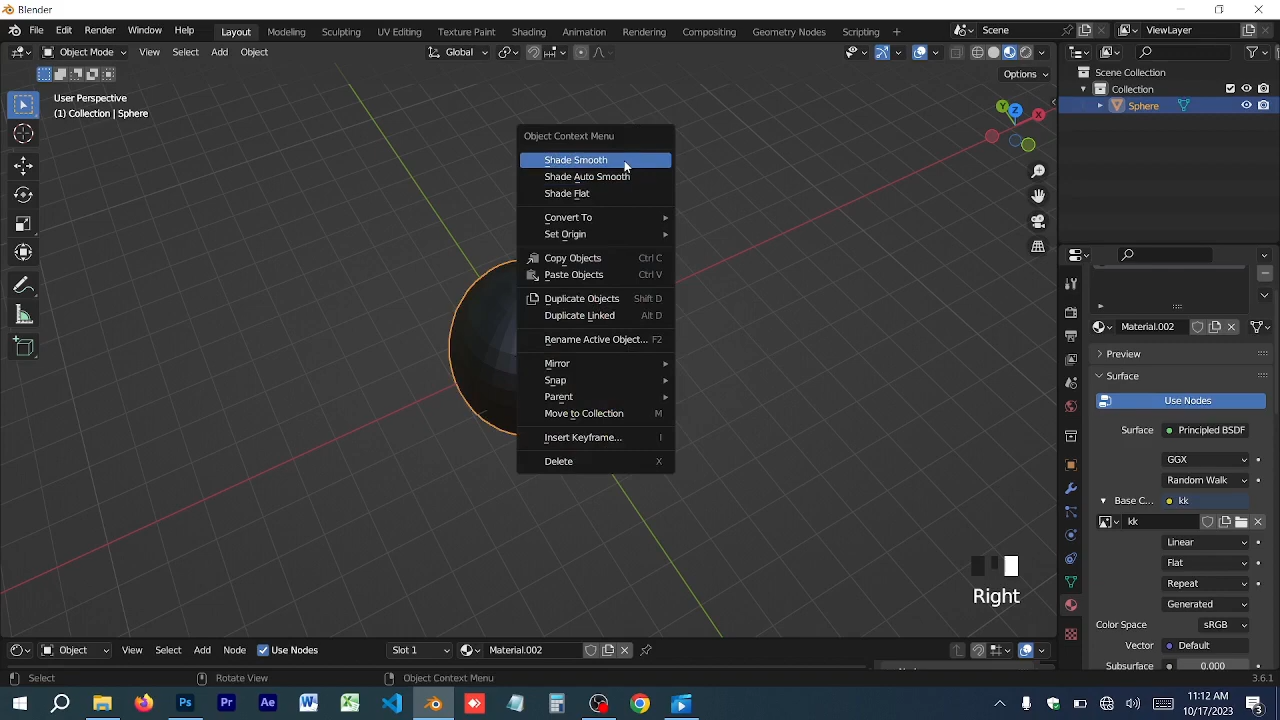 Blender
File Edit Render Window Help
Layout Modeling Sculpting UV Editing Texture Paint Shading Animation Rendering Compositing Geometry Nodes Scripting +
Scene
ViewLayer
Object Mode View Select Add Object
Global
Options
User Perspective
(1) Collection | Sphere
Z
Y
X
Scene Collection
Collection
Sphere
Object Context Menu
Shade Smooth
Shade Auto Smooth
Shade Flat
Convert To
Set Origin
Copy Objects Ctrl C
Paste Objects Ctrl V
Duplicate Objects Shift D
Duplicate Linked Alt D
Rename Active Object... F2
Mirror
Snap
Parent
Move to Collection M
Insert Keyframe... I
Delete X
Material.002
Preview
Surface
Use Nodes
Surface Principled BSDF
GGX
Random Walk
Base C... kk
kk
Linear
Flat
Repeat
Generated
Color Space sRGB
Vector Default
Subsurface 0.000
Right
Object View Select Add Node Use Nodes Slot 1 Material.002
Select Rotate View Object Context Menu 3.6.1
Ps Pr Ae
11:12 AM
10/17/2023
3